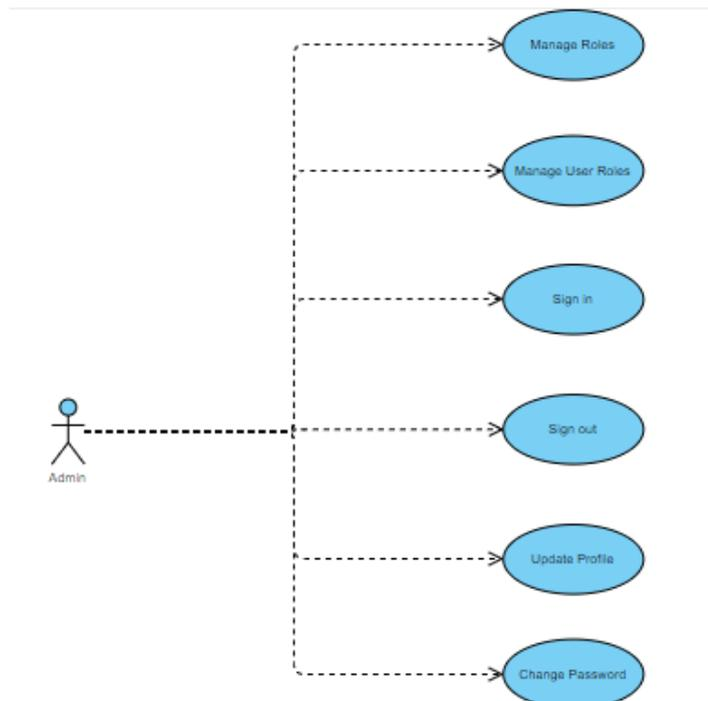 Manage Roles
Manage User Roles
Sign in
Sign out
Admin
Update Profile
Change Password